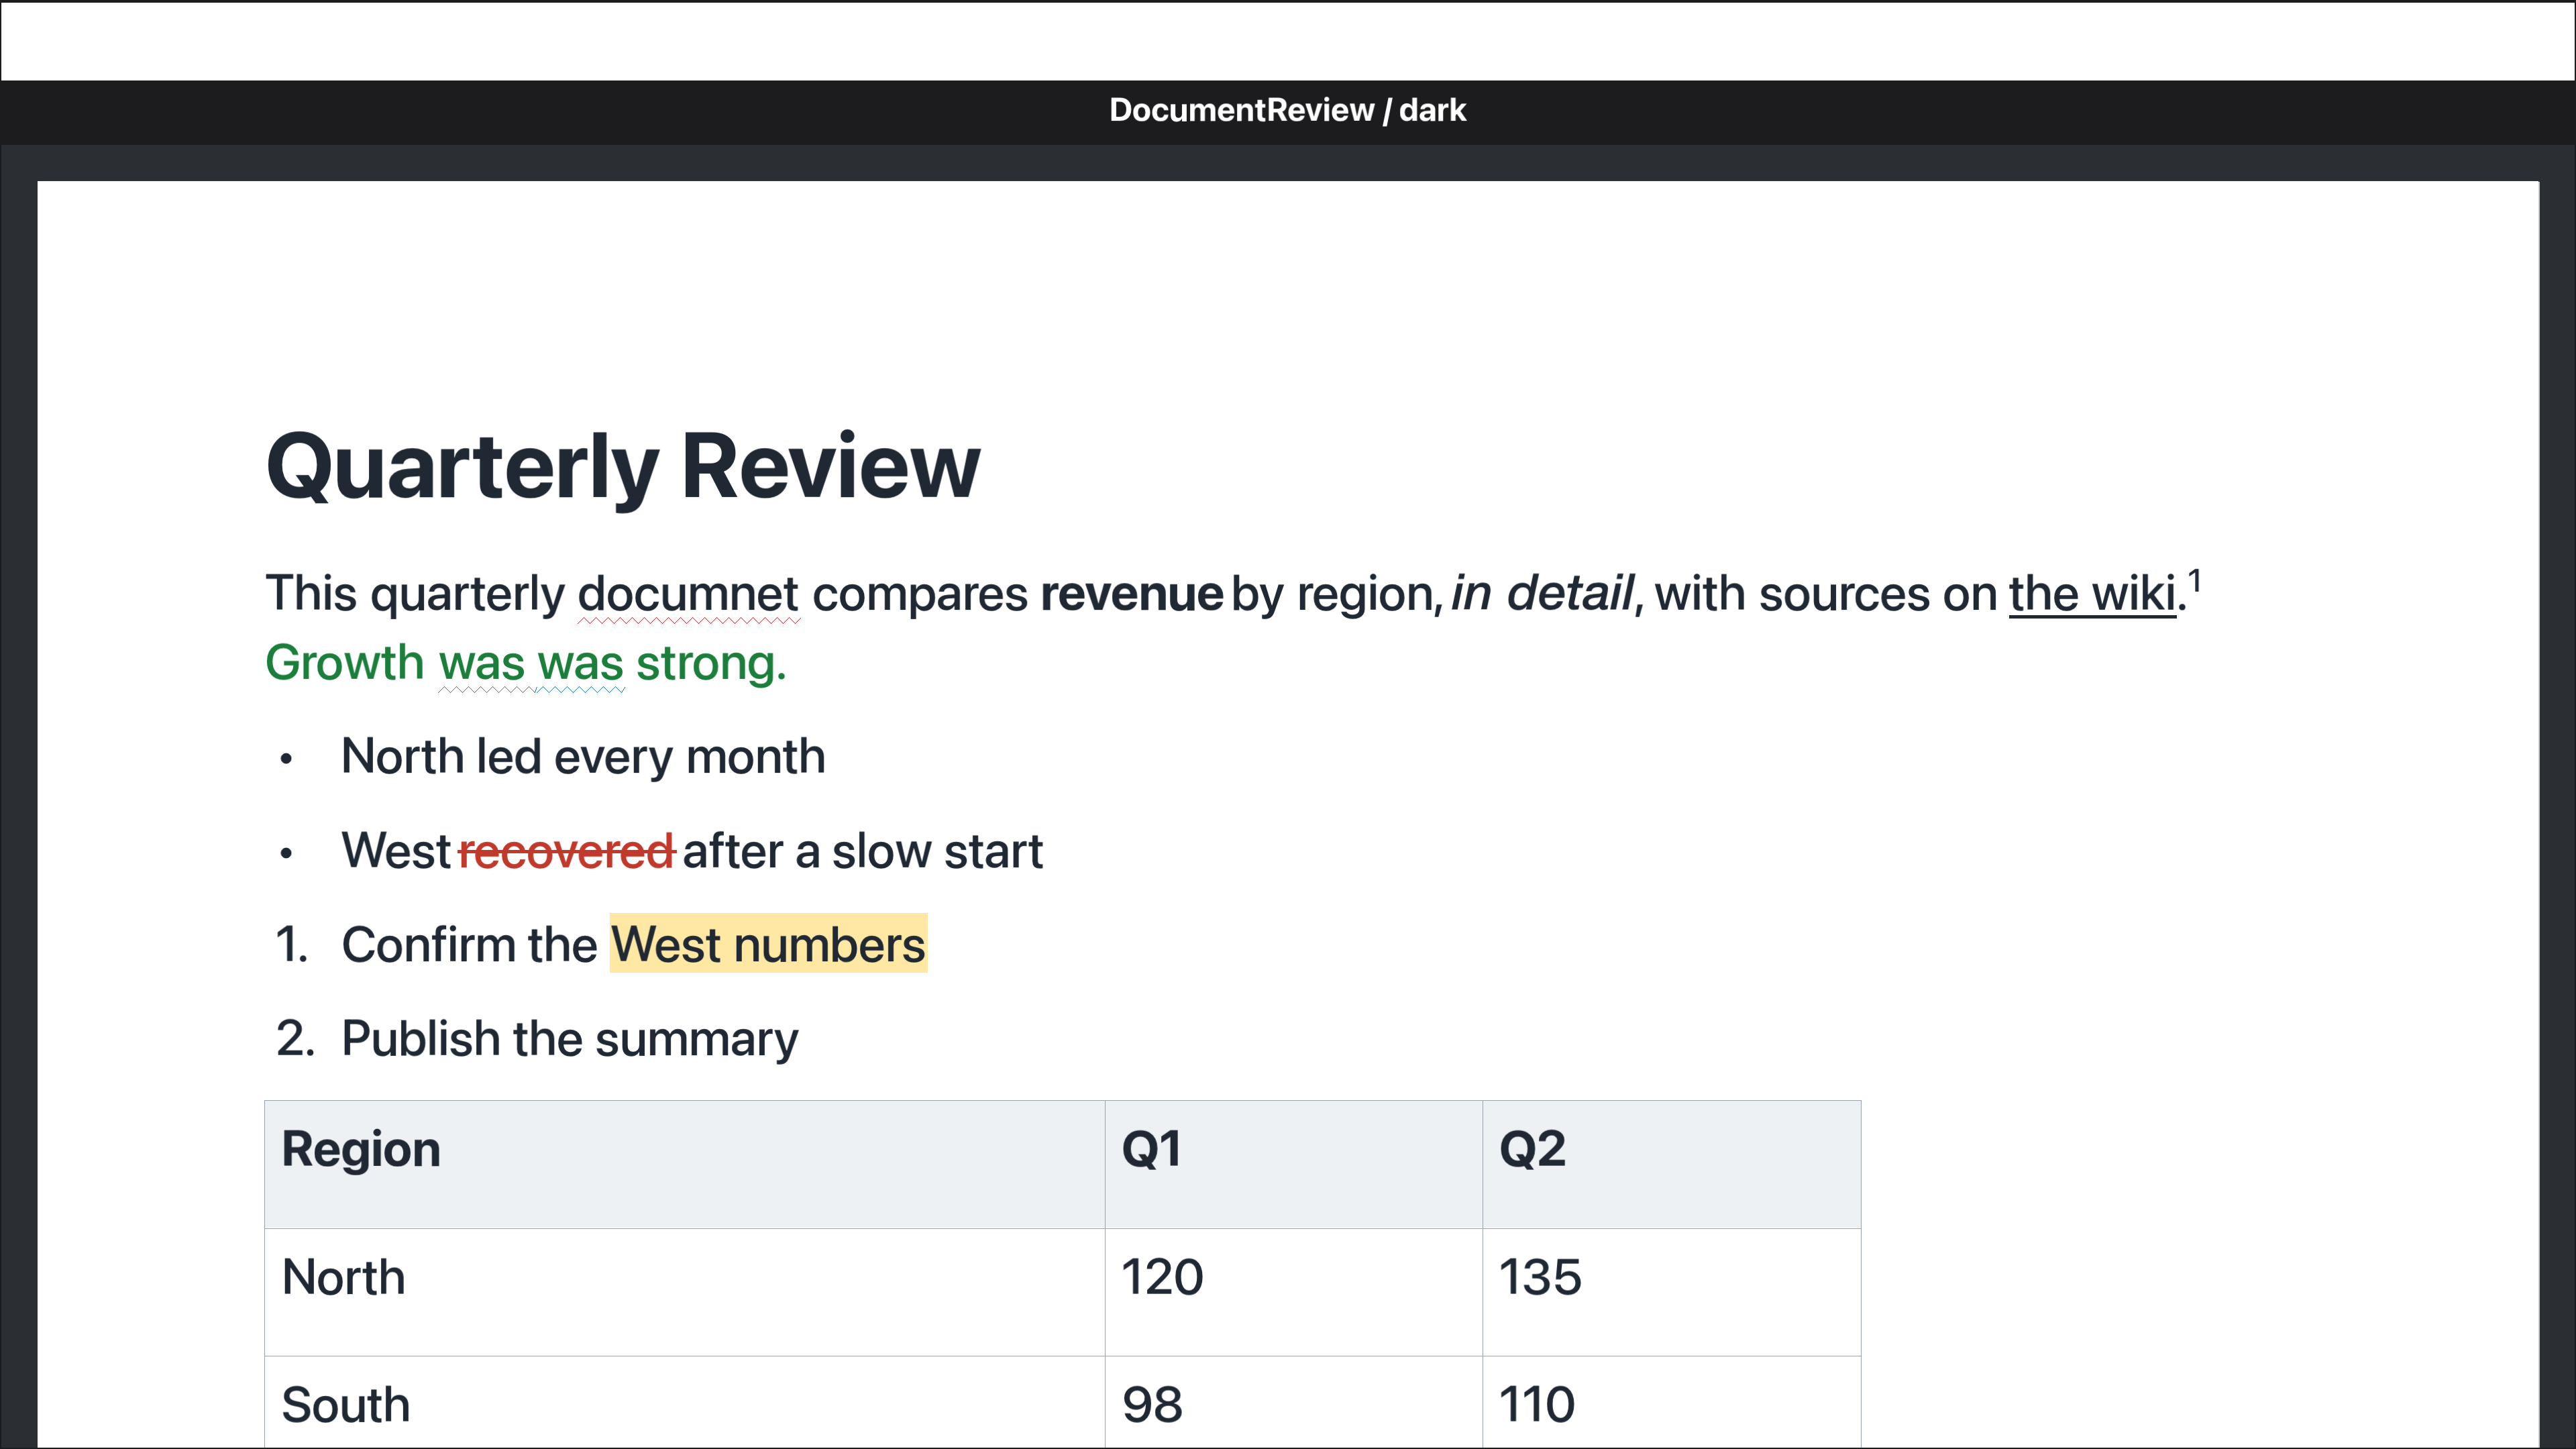 DocumentReview / dark
Quarterly Review
This quarterly documnet compares revenue by region, in detail, with sources on the wiki.1
Growth was was strong.
• North led every month
• West recovered after a slow start
1. Confirm the West numbers
2. Publish the summary
Region Q1 Q2
North 120 135
South 98 110